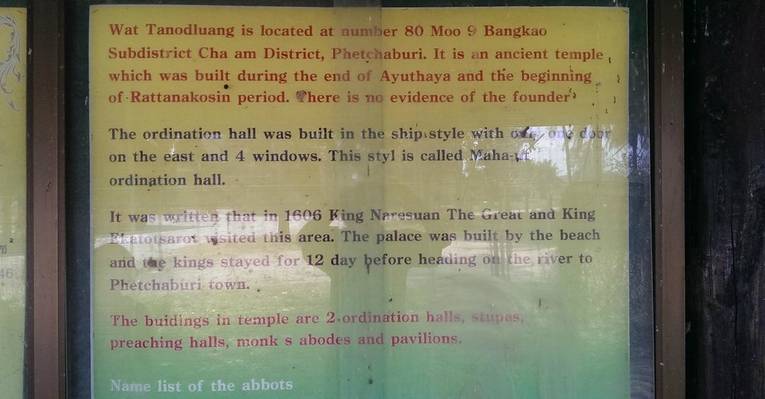 Wat Tanodluang is located at number 80 Moo 9 Bangkao
Subdistrict Cha am District, Phetchaburi. It is an ancient temple,
which was built during the end of Ayuthaya and the beginning
of Rattanakosin period. There is no evidence of the founder
The ordination hall was built in the ship style with only one door
on the east and 4 windows. This styl is called Maha-ut
ordination hall.
It was written that in 1606 King Naresuan The Great and King
Ekatotsarot visited this area. The palace was built by the beach
and the kings stayed for 12 day before heading on the river to
Phetchaburi town.
The buidings in temple are 2 ordination halls, stupas,
preaching halls, monk s abodes and pavilions.
Name list of the abbots